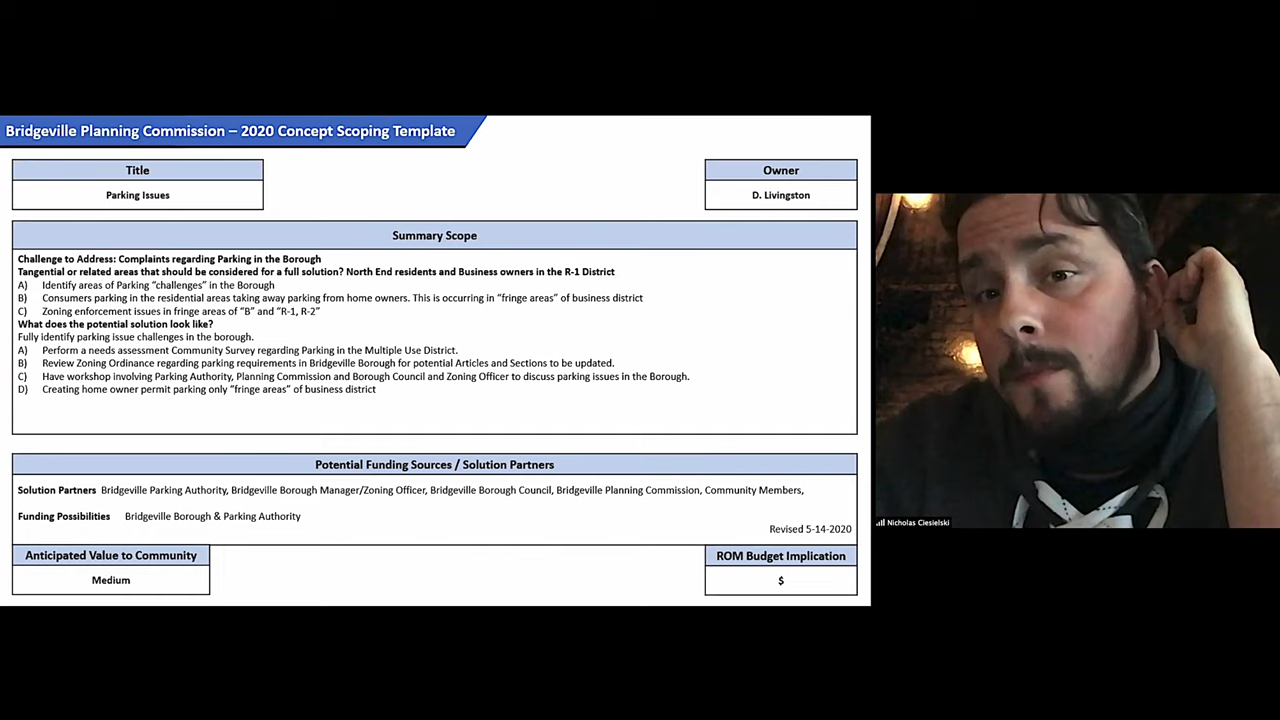 Bridgeville Planning Commission – 2020 Concept Scoping Template
Title
Parking Issues
Owner
D. Livingston
Summary Scope
Challenge to Address: Complaints regarding Parking in the Borough
Tangential or related areas that should be considered for a full solution? North End residents and Business owners in the R-1 District
A) Identify areas of Parking “challenges” in the Borough
B) Consumers parking in the residential areas taking away parking from home owners. This is occurring in “fringe areas” of business district
C) Zoning enforcement issues in fringe areas of “B” and “R-1, R-2”
What does the potential solution look like?
Fully identify parking issue challenges in the borough.
A) Perform a needs assessment Community Survey regarding Parking in the Multiple Use District.
B) Review Zoning Ordinance regarding parking requirements in Bridgeville Borough for potential Articles and Sections to be updated.
C) Have workshop involving Parking Authority, Planning Commission and Borough Council and Zoning Officer to discuss parking issues in the Borough.
D) Creating home owner permit parking only “fringe areas” of business district
Potential Funding Sources / Solution Partners
Solution Partners Bridgeville Parking Authority, Bridgeville Borough Manager/Zoning Officer, Bridgeville Borough Council, Bridgeville Planning Commission, Community Members,
Funding Possibilities Bridgeville Borough & Parking Authority
Revised 5-14-2020
Anticipated Value to Community
Medium
ROM Budget Implication
$
Nicholas Ciesielski